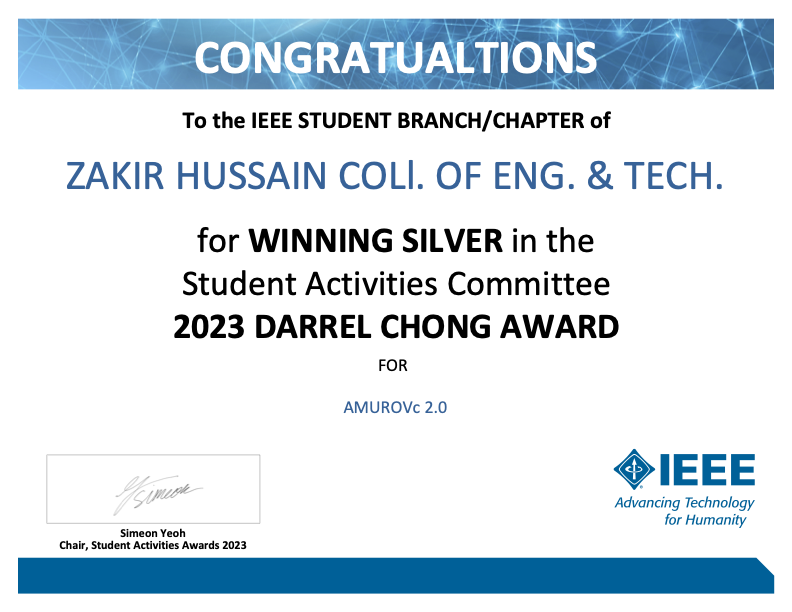 CONGRATUALTIONS
To the IEEE STUDENT BRANCH/CHAPTER of
ZAKIR HUSSAIN COLl. OF ENG. & TECH.
for WINNING SILVER in the
Student Activities Committee
2023 DARREL CHONG AWARD
FOR
AMUROVc 2.0
Simeon
Simeon Yeoh
Chair, Student Activities Awards 2023
IEEE
Advancing Technology
for Humanity